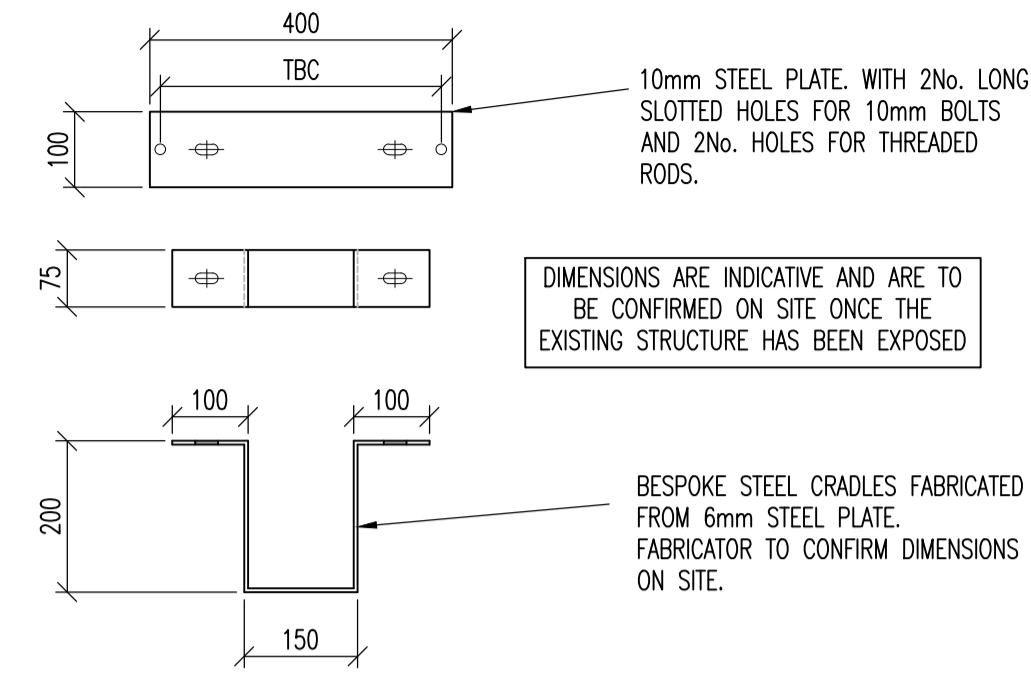 400
TBC
100
10mm STEEL PLATE. WITH 2No. LONG
SLOTTED HOLES FOR 10mm BOLTS
AND 2No. HOLES FOR THREADED
RODS.
75
DIMENSIONS ARE INDICATIVE AND ARE TO
BE CONFIRMED ON SITE ONCE THE
EXISTING STRUCTURE HAS BEEN EXPOSED
100
100
200
150
BESPOKE STEEL CRADLES FABRICATED
FROM 6mm STEEL PLATE.
FABRICATOR TO CONFIRM DIMENSIONS
ON SITE.